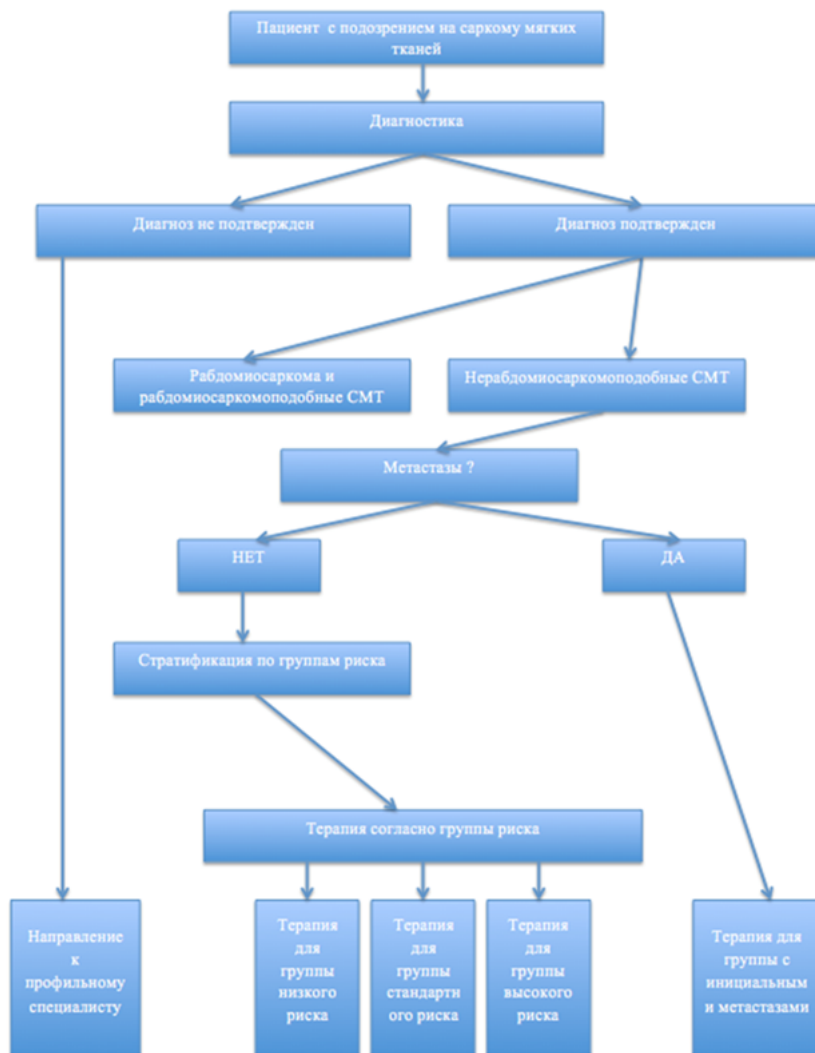 Пациент с подозрением на саркому мягких
тканей
Диагностика
Диагноз не подтвержден
Диагноз подтвержден
Рабдомиосаркома и
рабдомиосаркомоподобные СМТ
Нерабдомиосаркомоподобные СМТ
Метастазы ?
НЕТ
ДА
Стратификация по группам риска
Терапия согласно группы риска
Направление
к
профильному
специалисту
Терапия
для
группы
низкого
риска
Терапия
для
группы
стандартн
ого риска
Терапия
для
группы
высокого
риска
Терапия для
группы с
инициальным
и метастазами